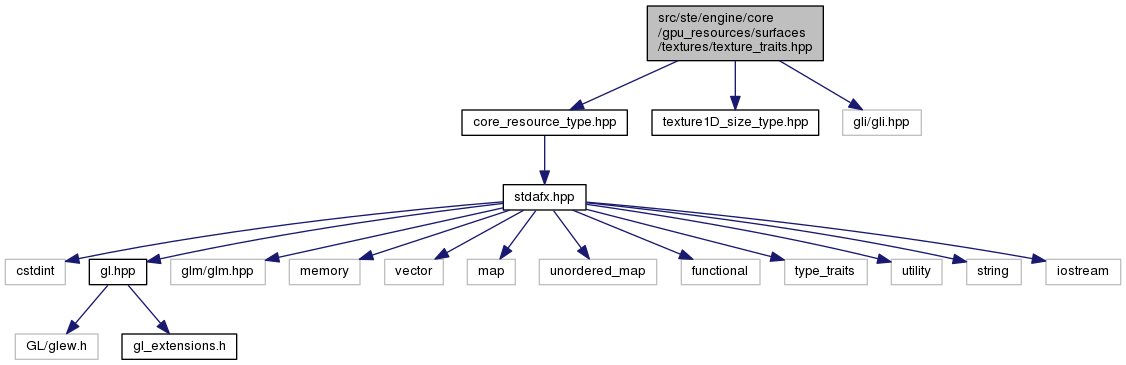 src/ste/engine/core
/gpu_resources/surfaces
/textures/texture_traits.hpp
core_resource_type.hpp
texture1D_size_type.hpp
gli/gli.hpp
stdafx.hpp
cstdint
gl.hpp
glm/glm.hpp
memory
vector
map
unordered_map
functional
type_traits
utility
string
iostream
GL/glew.h
gl_extensions.h